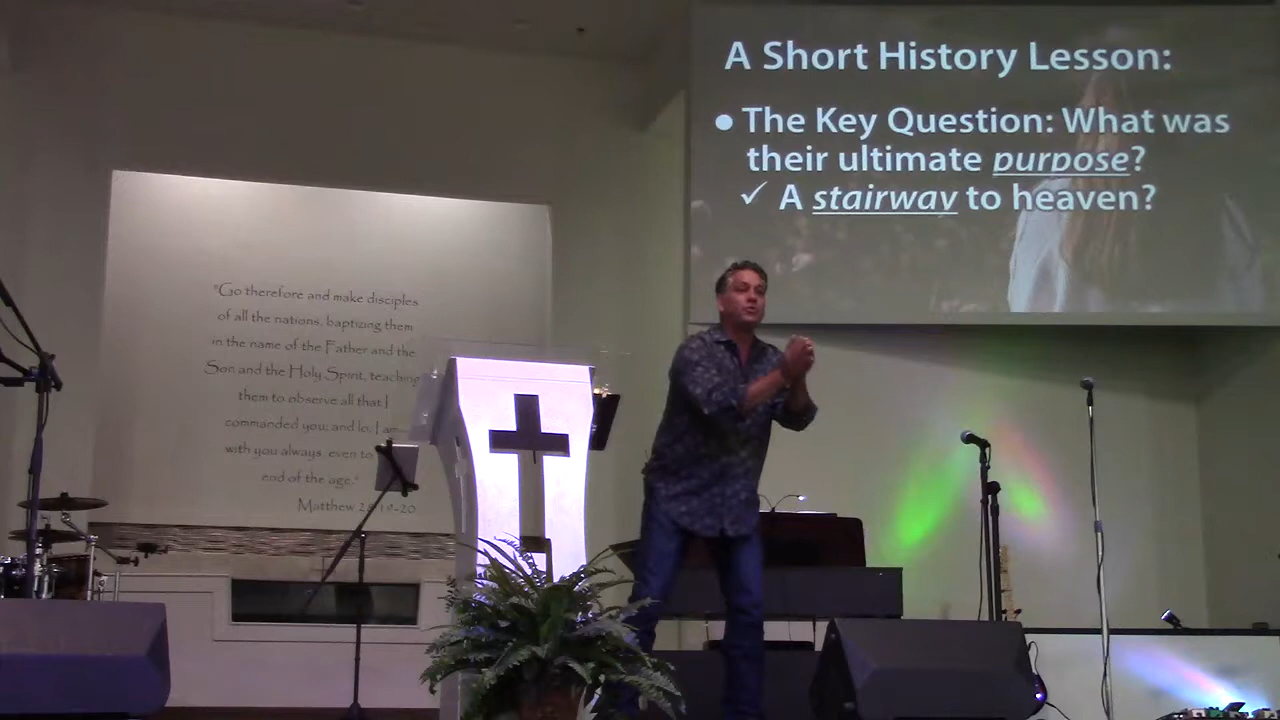 A Short History Lesson:
● The Key Question: What was
their ultimate purpose?
✓ A stairway to heaven?
"Go therefore and make disciples
of all the nations, baptizing them
in the name of the Father and the
Son and the Holy Spirit, teaching
them to observe all that I
commanded you; and lo, I am
with you always, even to
end of the age."
Matthew 28:19-20